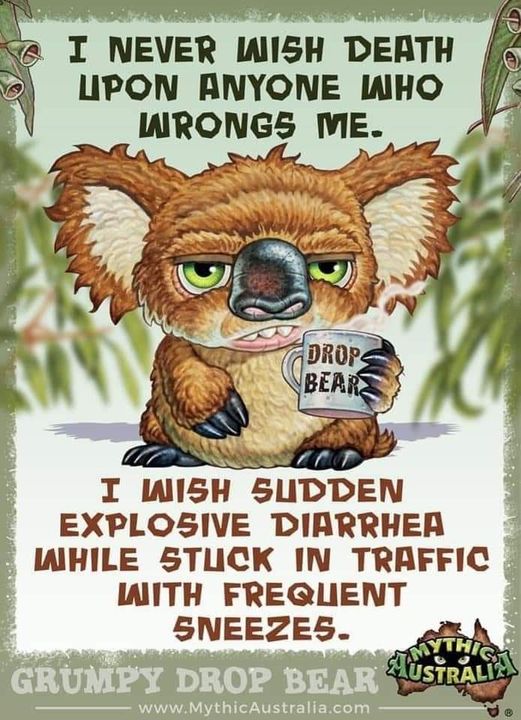 I NEVER WISH DEATH
UPON ANYONE WHO
WRONGS ME.
DROP
BEAR
I WISH SUDDEN
EXPLOSIVE DIARRHEA
WHILE STUCK IN TRAFFIC
WITH FREQUENT
SNEEZES.
MYTHIC
AUSTRALIA
GRUMPY DROP BEAR
www.MythicAustralia.com
®